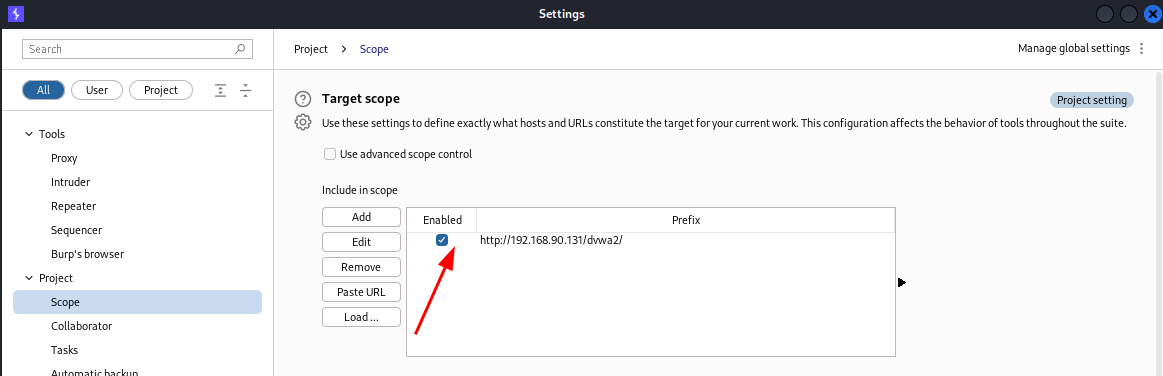 Settings
Search
Project > Scope
Manage global settings
All
User
Project
Tools
Proxy
Intruder
Repeater
Sequencer
Burp's browser
Project
Scope
Collaborator
Tasks
Automatic backup
Target scope
Project setting
Use these settings to define exactly what hosts and URLs constitute the target for your current work. This configuration affects the behavior of tools throughout the suite.
Use advanced scope control
Include in scope
Add
Edit
Remove
Paste URL
Load ...
Enabled Prefix
http://192.168.90.131/dvwa2/